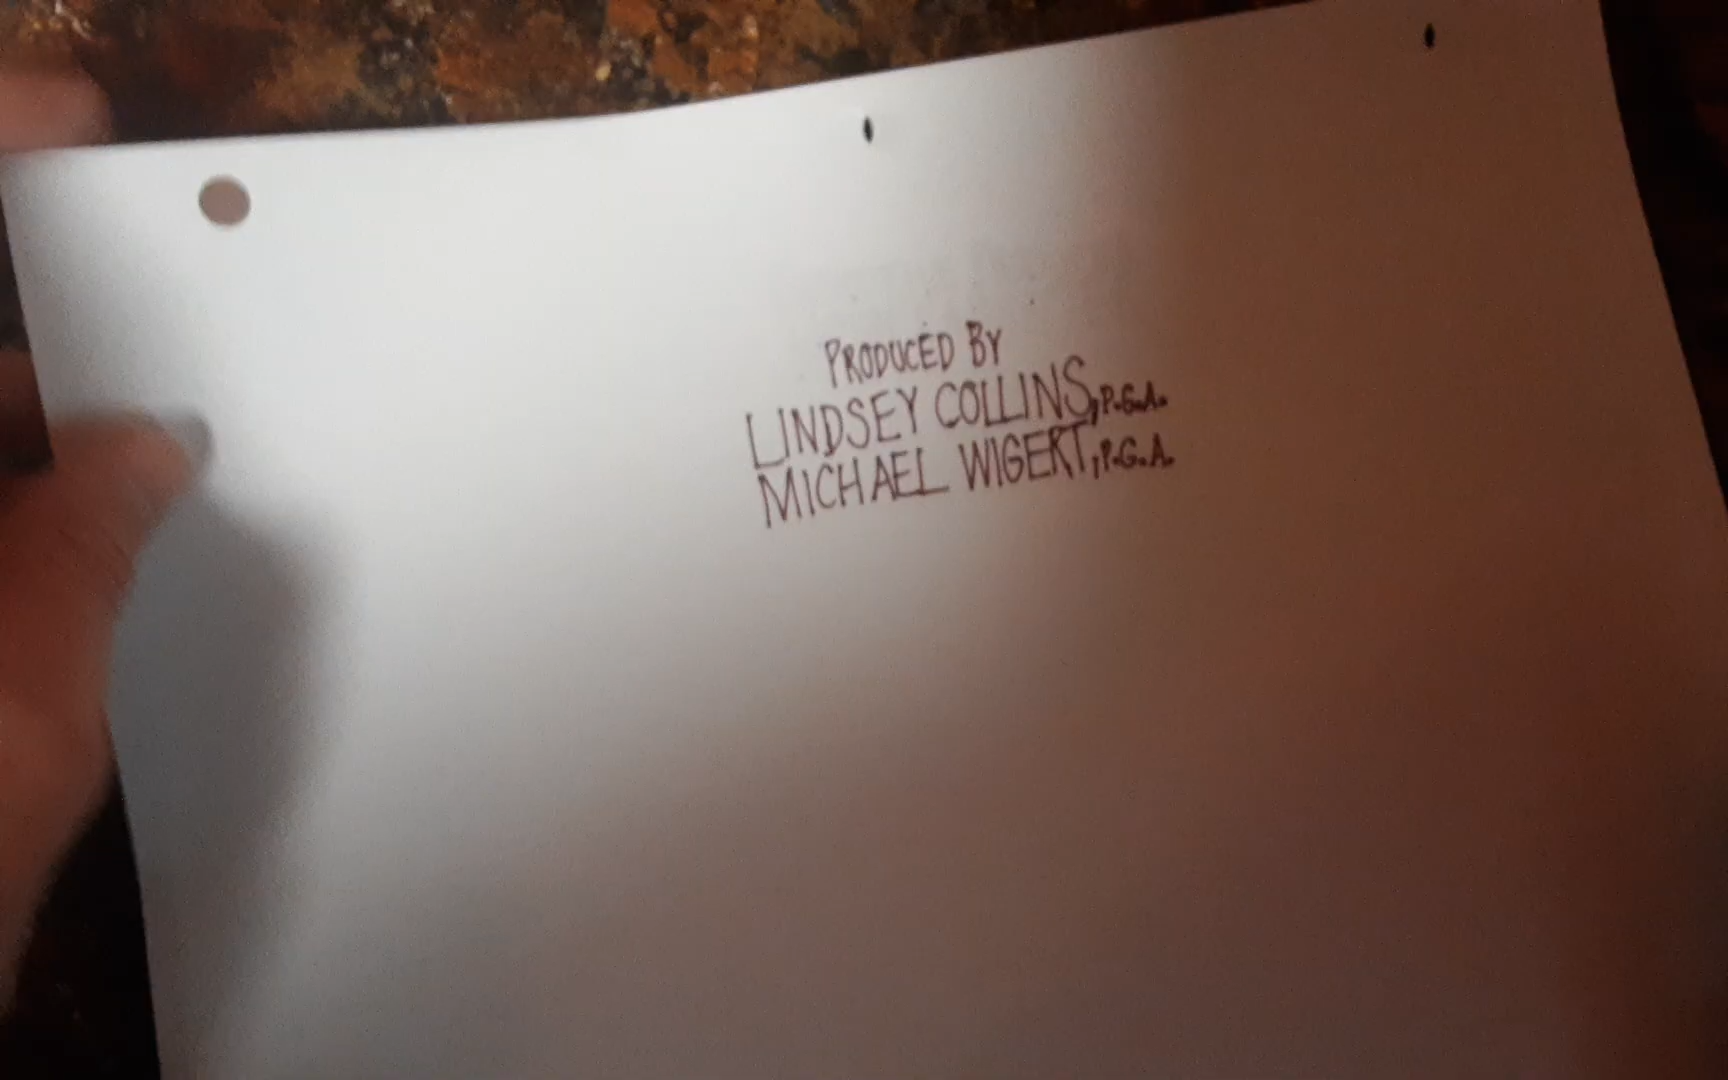 PRODUCED BY
LINDSEY COLLINS, P.G.A.
MICHAEL WIGERT, P.G.A.